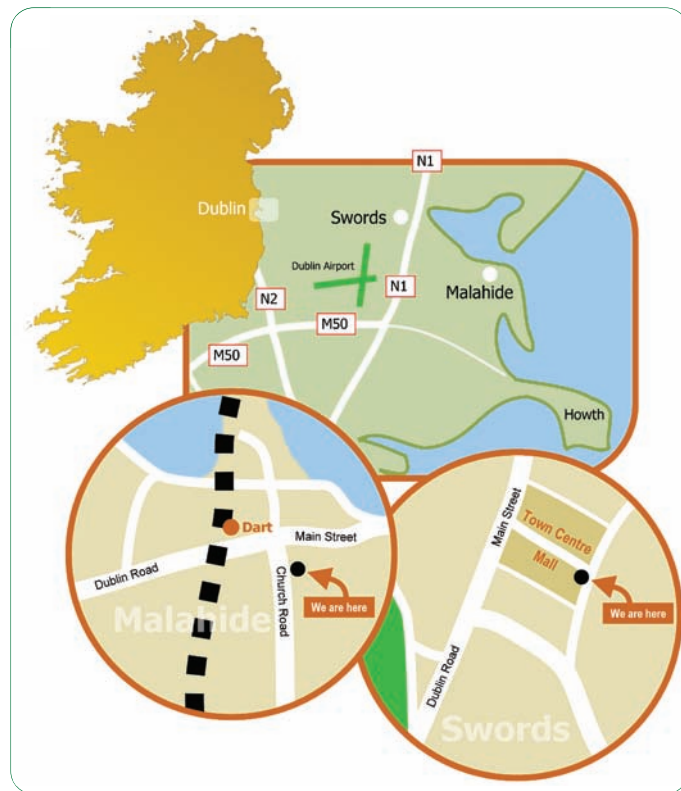 N1
Dublin
Swords
Dublin Airport
N1
Malahide
N2
M50
M50
Howth
Dart
Main Street
Dublin Road
Church Road
We are here
Malahide
Main Street
Town Centre
Mall
We are here
Dublin Road
Swords